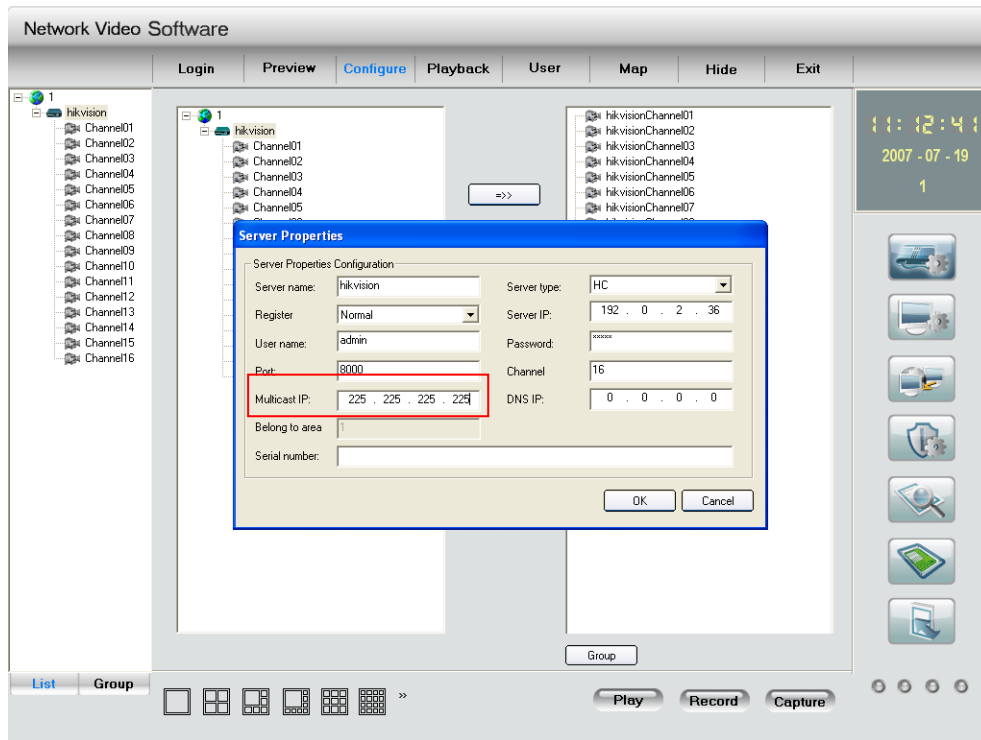 Network Video Software
Login Preview Configure Playback User Map Hide Exit
1
hikvision
Channel01
Channel02
Channel03
Channel04
Channel05
Channel06
Channel07
Channel08
Channel09
Channel10
Channel11
Channel12
Channel13
Channel14
Channel15
Channel16
1
hikvision
Channel01
Channel02
Channel03
Channel04
Channel05
=>>
hikvisionChannel01
hikvisionChannel02
hikvisionChannel03
hikvisionChannel04
hikvisionChannel05
hikvisionChannel06
hikvisionChannel07
11:12:41
2007 - 07 - 19
1
Server Properties
Server Properties Configuration
Server name: hikvision Server type: HC
Register Normal Server IP: 192 . 0 . 2 . 36
User name: admin Password: xxxxx
Port: 8000 Channel 16
Multicast IP: 225 . 225 . 225 . 225 DNS IP: 0 . 0 . 0 . 0
Belong to area 1
Serial number:
OK Cancel
Group
List Group
» Play Record Capture